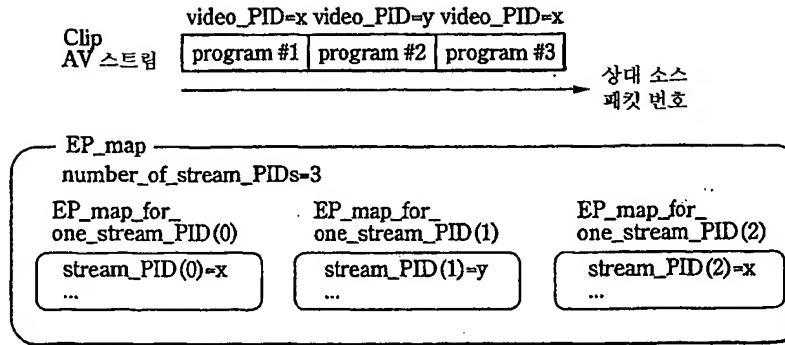 video_PID=x video_PID=y video_PID=x
Clip
AV 스트림
program #1 program #2 program #3
상대 소스
패킷 번호
EP_map
number_of_stream_PIDs=3
EP_map_for_ EP_map_for_ EP_map_for_
one_stream_PID(0) one_stream_PID(1) one_stream_PID(2)
stream_PID(0)=x stream_PID(1)=y stream_PID(2)=x
... ... ...